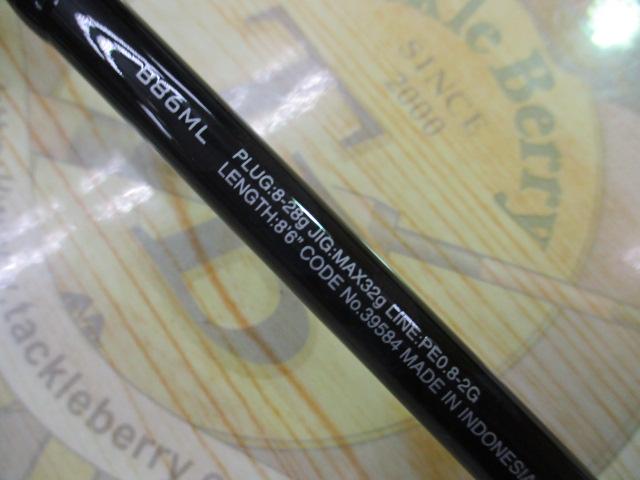 B86ML
PLUG:8-28g JIG:MAX32g LINE:PE0.8-2G
LENGTH:8'6" CODE No.39584 MADE IN INDONESIA
Tackle Berry
SINCE
2000
.tackleberry.c